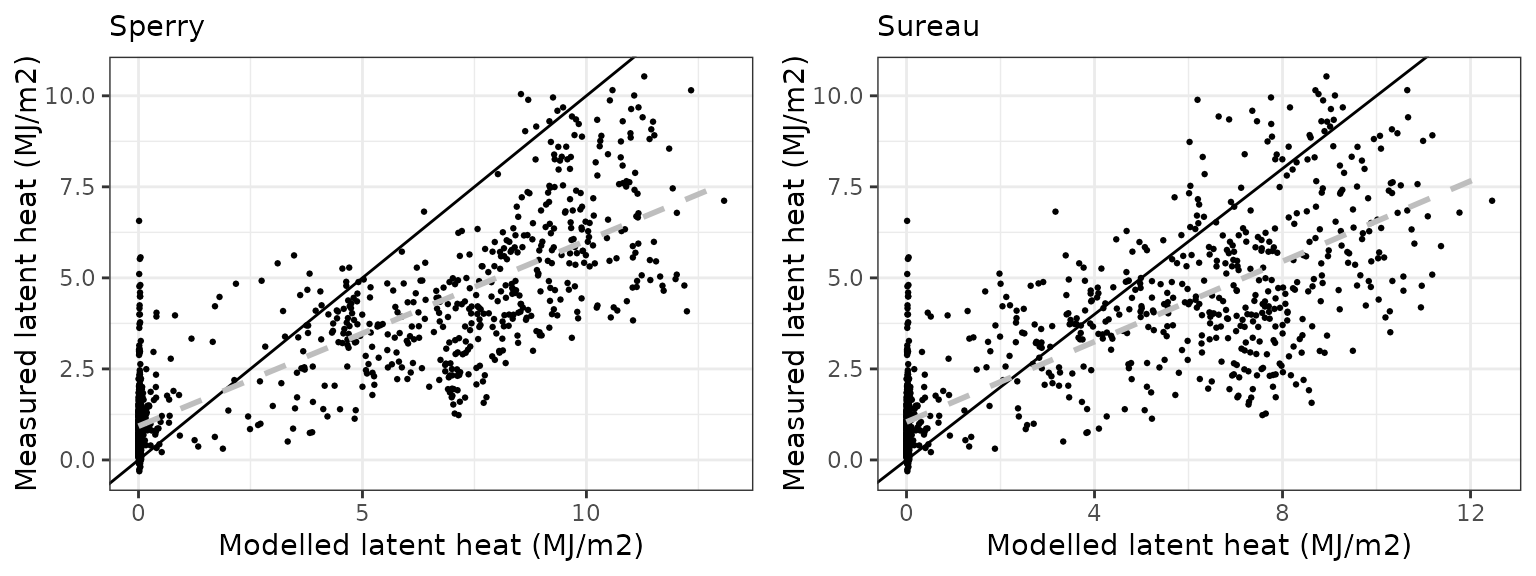 Sperry
Measured latent heat (MJ/m2)
10.0
7.5
5.0
2.5
0.0
0 5 10
Modelled latent heat (MJ/m2)
Sureau
Measured latent heat (MJ/m2)
10.0
7.5
5.0
2.5
0.0
0 4 8 12
Modelled latent heat (MJ/m2)